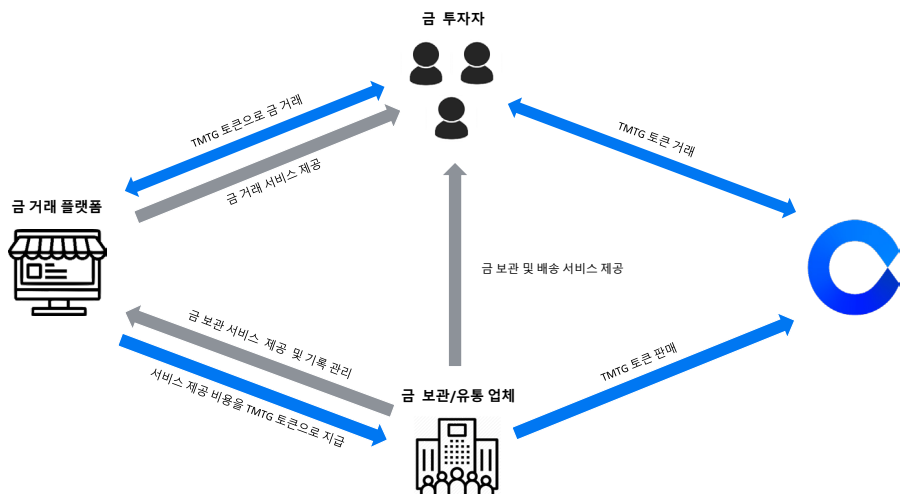 금 투자자
TMTG 토큰으로 금 거래
금 거래 서비스 제공
TMTG 토큰 거래
금 거래 플랫폼
금 보관 및 배송 서비스 제공
금 보관 서비스 제공 및 기록 관리
서비스 제공 비용을 TMTG 토큰으로 지급
TMTG 토큰 판매
금 보관/유통 업체